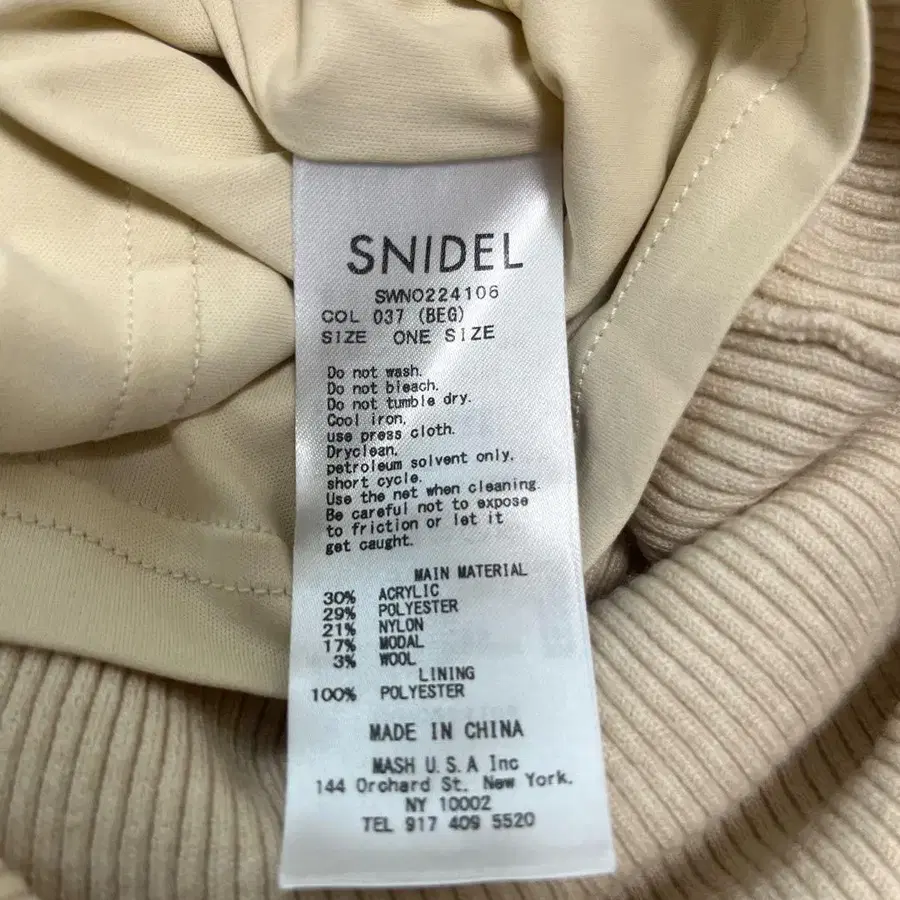 SNIDEL
SWNO224106
COL 037 (BEG)
SIZE ONE SIZE
Do not wash.
Do not bleach.
Do not tumble dry.
Cool iron,
use press cloth.
Dryclean,
petroleum solvent only,
short cycle.
Use the net when cleaning.
Be careful not to expose
to friction or let it
get caught.
MAIN MATERIAL
30% ACRYLIC
29% POLYESTER
21% NYLON
17% MODAL
3% WOOL
LINING
100% POLYESTER
MADE IN CHINA
MASH U.S.A Inc
144 Orchard St. New York.
NY 10002
TEL 917 409 5520